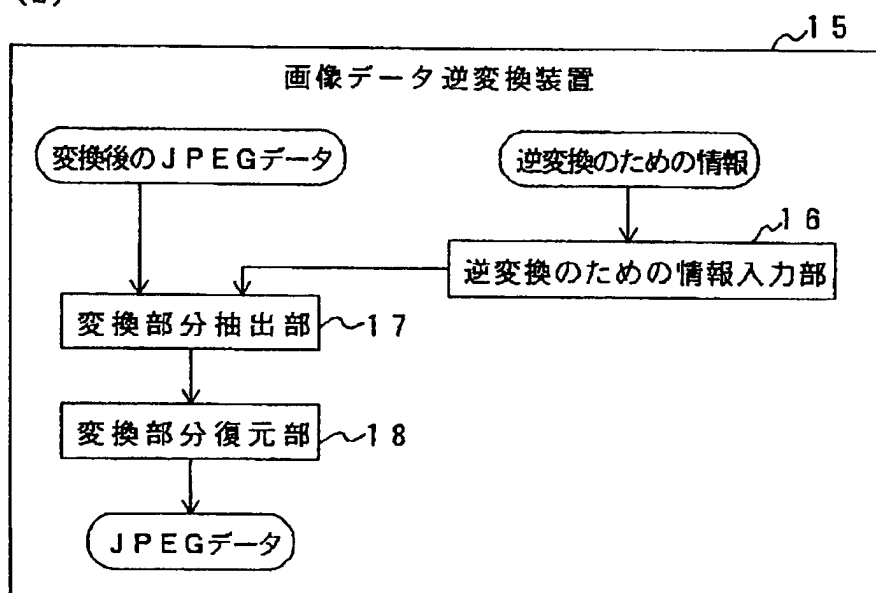 15
画像データ逆変換装置
変換後のJPEGデータ
逆変換のための情報
16
逆変換のための情報入力部
変換部分抽出部
17
変換部分復元部
18
JPEGデータ